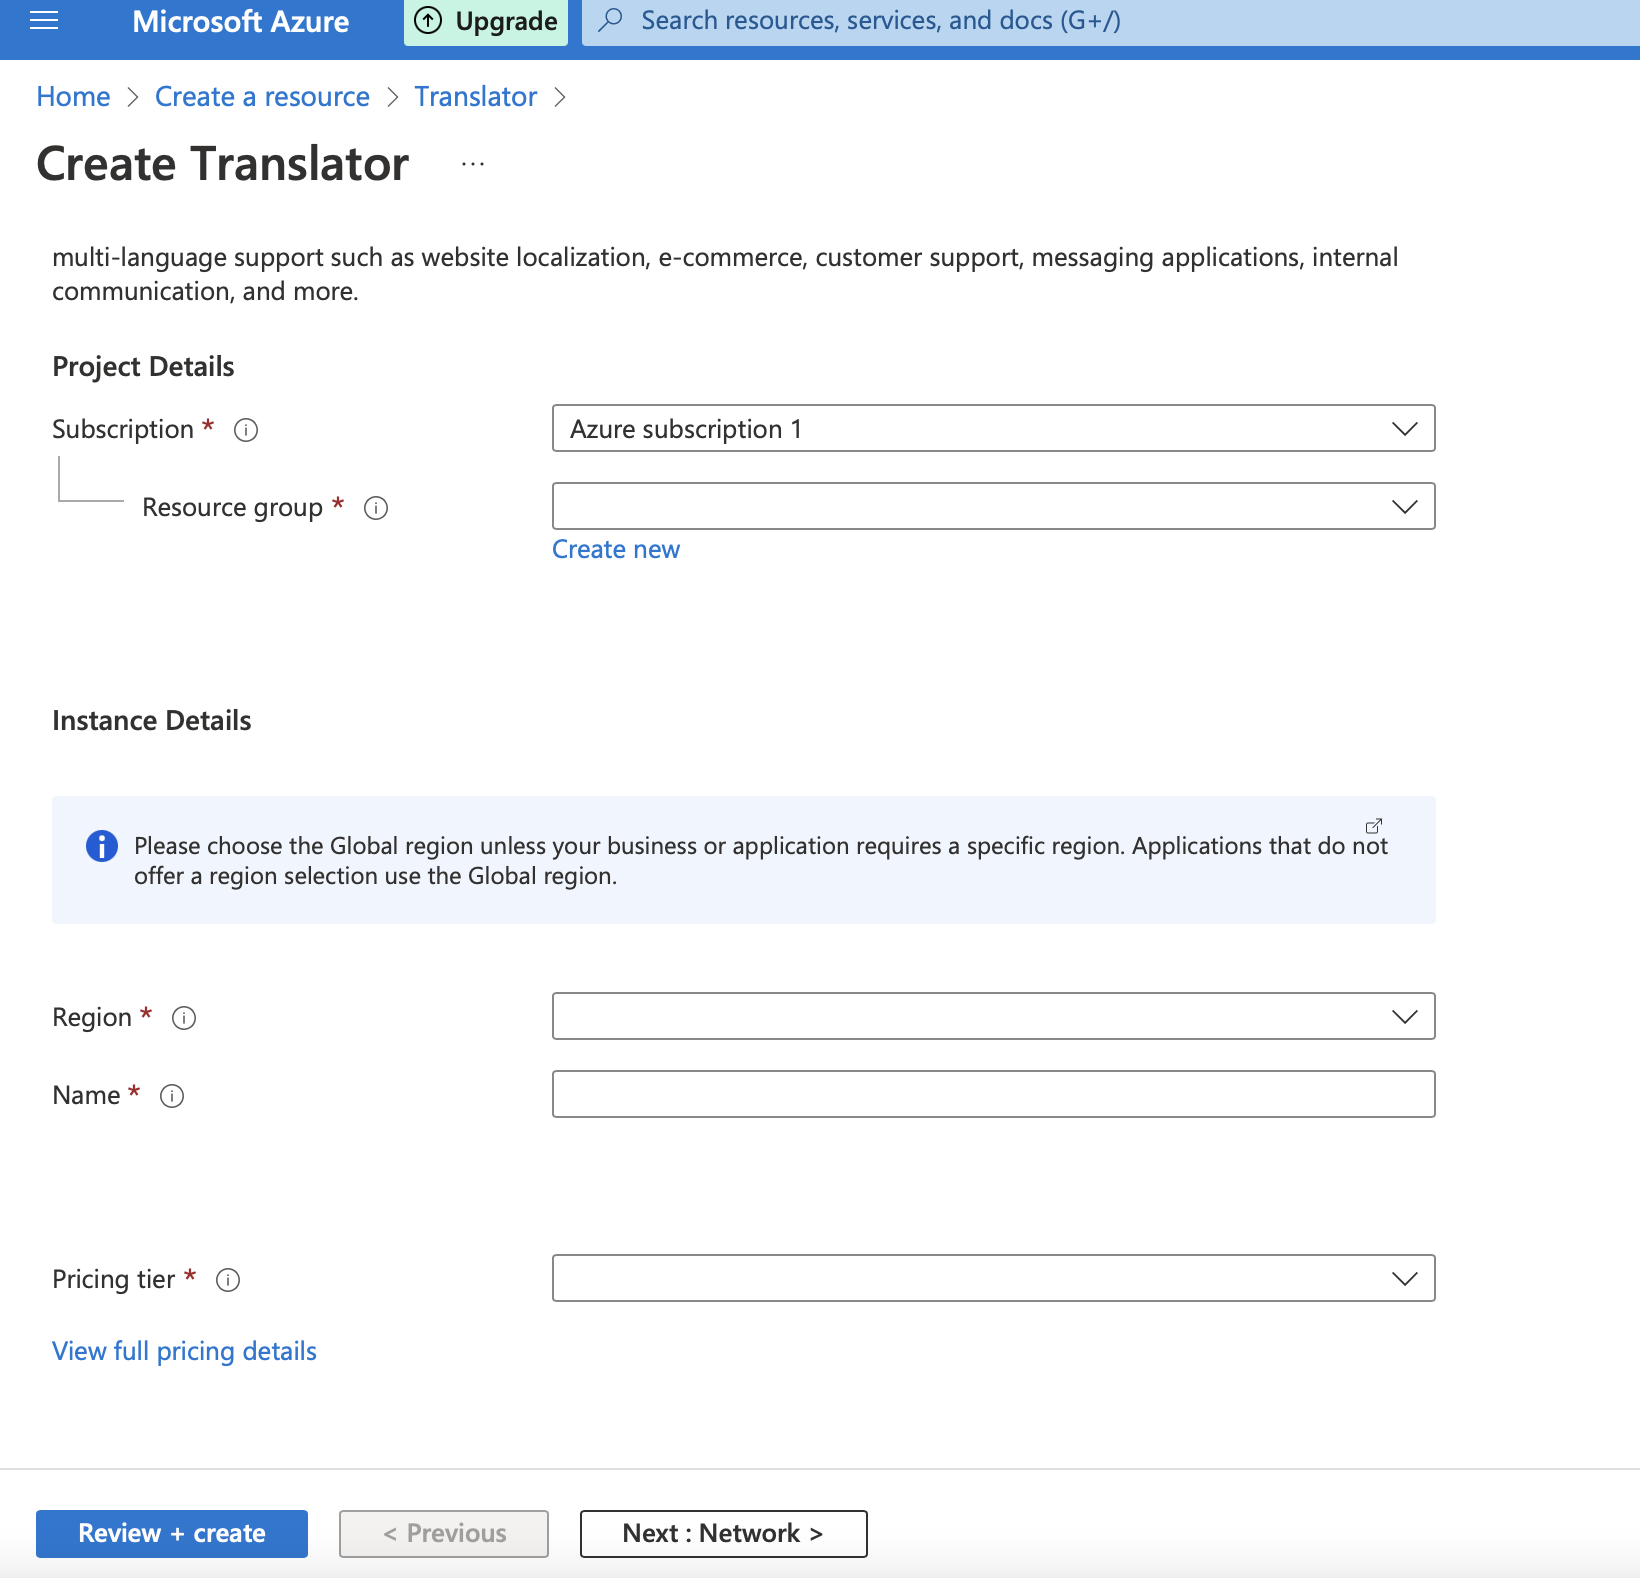 Microsoft Azure
Upgrade
Search resources, services, and docs (G+/)
Home > Create a resource > Translator >
Create Translator ...
multi-language support such as website localization, e-commerce, customer support, messaging applications, internal
communication, and more.
Project Details
Subscription *
Azure subscription 1
Resource group *
Create new
Instance Details
Please choose the Global region unless your business or application requires a specific region. Applications that do not
offer a region selection use the Global region.
Region *
Name *
Pricing tier *
View full pricing details
Review + create
< Previous
Next : Network >